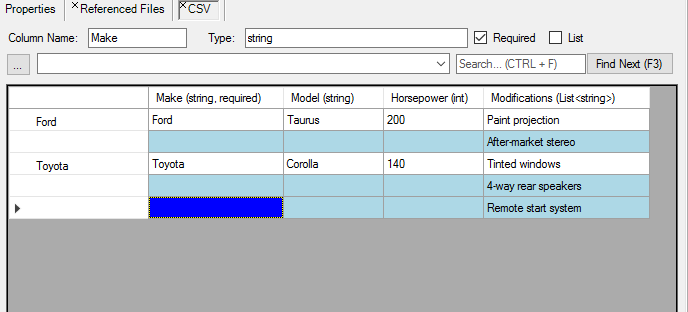 Properties Referenced Files CSV
Column Name: Make Type: string Required List
... Search... (CTRL + F) Find Next (F3)
Make (string, required) Model (string) Horsepower (int) Modifications (List<string>)
Ford Ford Taurus 200 Paint projection
After-market stereo
Toyota Toyota Corolla 140 Tinted windows
4-way rear speakers
Remote start system